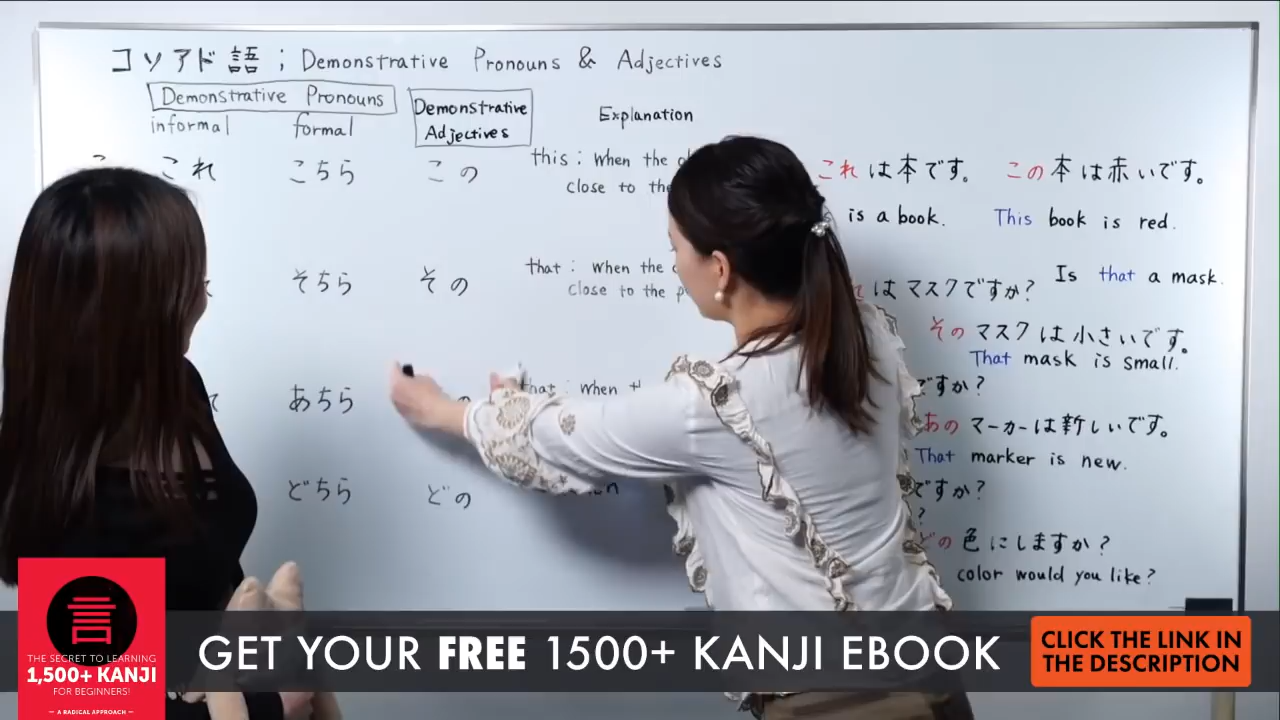 コソアド語 ; Demonstrative Pronouns & Adjectives
Demonstrative Pronouns
Demonstrative Adjectives
Explanation
informal
formal
これ こちら この
this : when the
close to the
これ は本です。
この 本は赤いです。
is a book.
This book is red.
そちら その
that : when the
close to the
はマスクですか?
Is that a mask.
その マスクは小さいです。
That mask is small.
あちら
that : when
ですか?
あの マーカーは新しいです。
That marker is new.
どちら どの
ですか?
?
どの 色にしますか?
color would you like?
言
THE SECRET TO LEARNING
1,500+ KANJI
FOR BEGINNERS!
— A RADICAL APPROACH —
GET YOUR FREE 1500+ KANJI EBOOK
CLICK THE LINK IN
THE DESCRIPTION